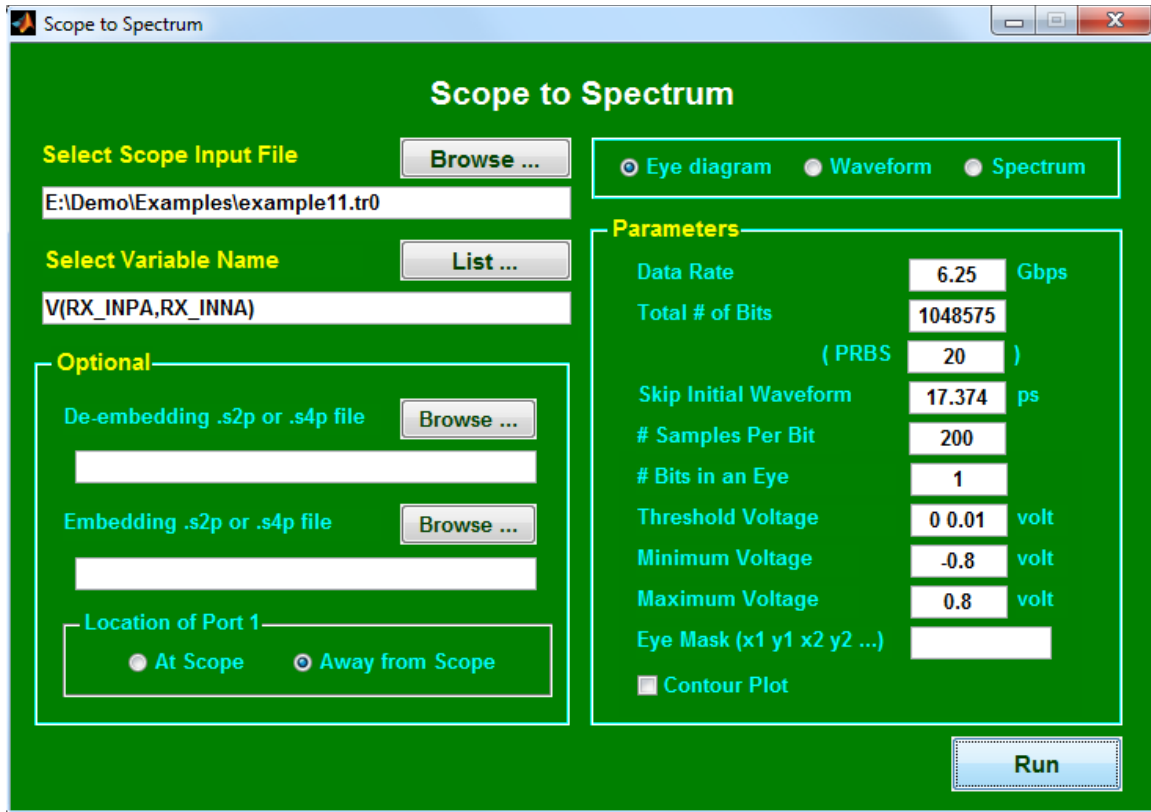 Scope to Spectrum
Scope to Spectrum
Select Scope Input File
Browse ...
E:\Demo\Examples\example11.tr0
Select Variable Name
List ...
V(RX_INPA,RX_INNA)
Optional
De-embedding .s2p or .s4p file
Browse ...
Embedding .s2p or .s4p file
Browse ...
Location of Port 1
At Scope Away from Scope
Eye diagram Waveform Spectrum
Parameters
Data Rate 6.25 Gbps
Total # of Bits 1048575
( PRBS 20 )
Skip Initial Waveform 17.374 ps
# Samples Per Bit 200
# Bits in an Eye 1
Threshold Voltage 0 0.01 volt
Minimum Voltage -0.8 volt
Maximum Voltage 0.8 volt
Eye Mask (x1 y1 x2 y2 ...)
Contour Plot
Run